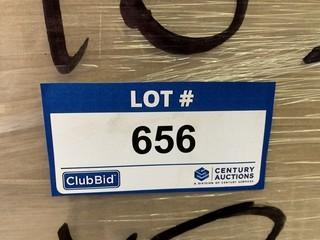 LOT #
656
ClubBid
CENTURY
AUCTIONS
A DIVISION OF CENTURY SERVICES